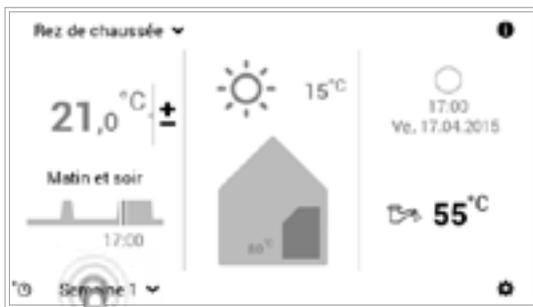 Rez de chaussée
21,0°C ±
Matin et soir
17:00
Semaine 1
15°C
80°C
17:00
Ve, 17.04.2015
55°C